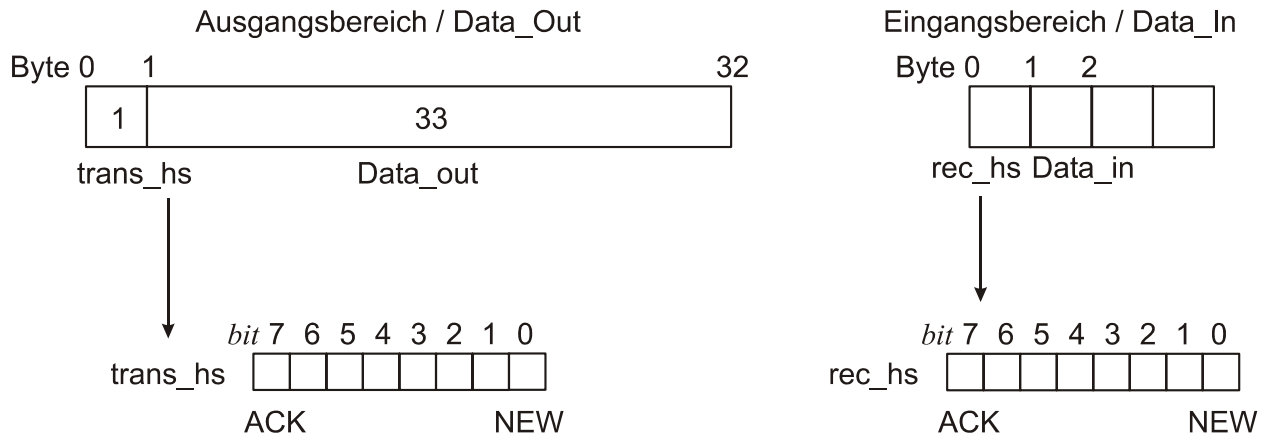 Ausgangsbereich / Data_Out
Byte 0 1 32
1 33
trans_hs Data_out
bit 7 6 5 4 3 2 1 0
trans_hs
ACK NEW
Eingangsbereich / Data_In
Byte 0 1 2
rec_hs Data_in
bit 7 6 5 4 3 2 1 0
rec_hs
ACK NEW